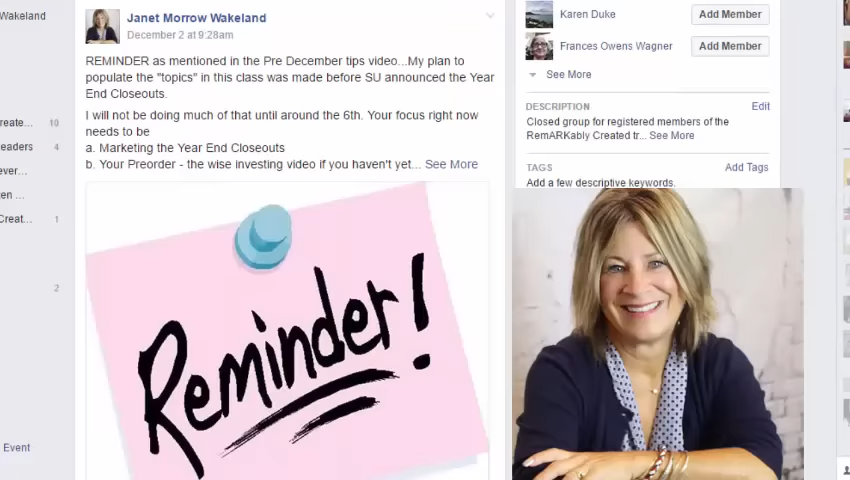 Wakeland
Janet Morrow Wakeland
December 2 at 9:28am
REMINDER as mentioned in the Pre December tips video...My plan to
populate the "topics" in this class was made before SU announced the Year
End Closeouts.
I will not be doing much of that until around the 6th. Your focus right now
needs to be
a. Marketing the Year End Closeouts
b. Your Preorder - the wise investing video if you haven't yet... See More
Reminder!
reate... 10
eaders 4
ever...
ten ...
Creat... 1
2
Event
Karen Duke Add Member
Frances Owens Wagner Add Member
See More
DESCRIPTION Edit
Closed group for registered members of the
RemARKably Created tr... See More
TAGS Add Tags
Add a few descriptive keywords.